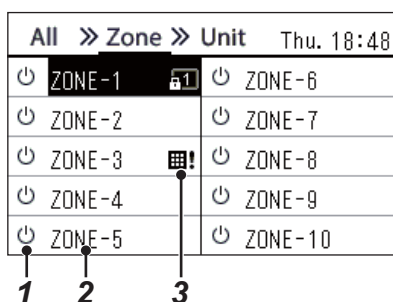 All » Zone » Unit Thu. 18:48
ZONE-1 1 ZONE-6
ZONE-2 ZONE-7
ZONE-3 ! ZONE-8
ZONE-4 ZONE-9
ZONE-5 ZONE-10
1 2 3